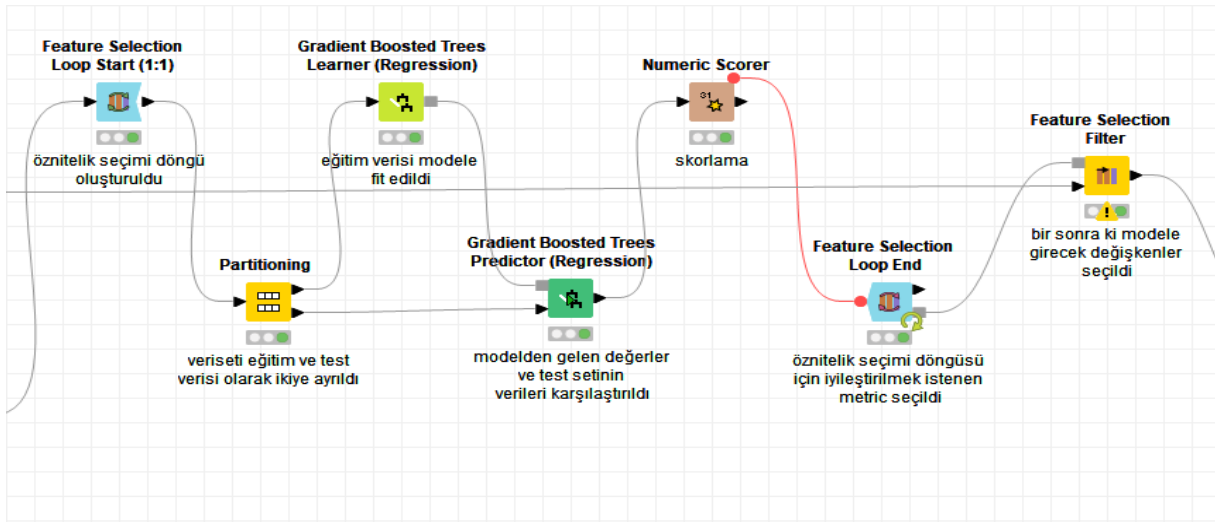 Feature Selection
Loop Start (1:1)
öznitelik seçimi döngü
oluşturuldu
Gradient Boosted Trees
Learner (Regression)
eğitim verisi modele
fit edildi
Numeric Scorer
31
skorlama
Feature Selection
Filter
bir sonra ki modele
girecek değişkenler
seçildi
Partitioning
veriseti eğitim ve test
verisi olarak ikiye ayrıldı
Gradient Boosted Trees
Predictor (Regression)
modelden gelen değerler
ve test setinin
verileri karşılaştırıldı
Feature Selection
Loop End
öznitelik seçimi döngüsü
için iyileştirilmek istenen
metric seçildi